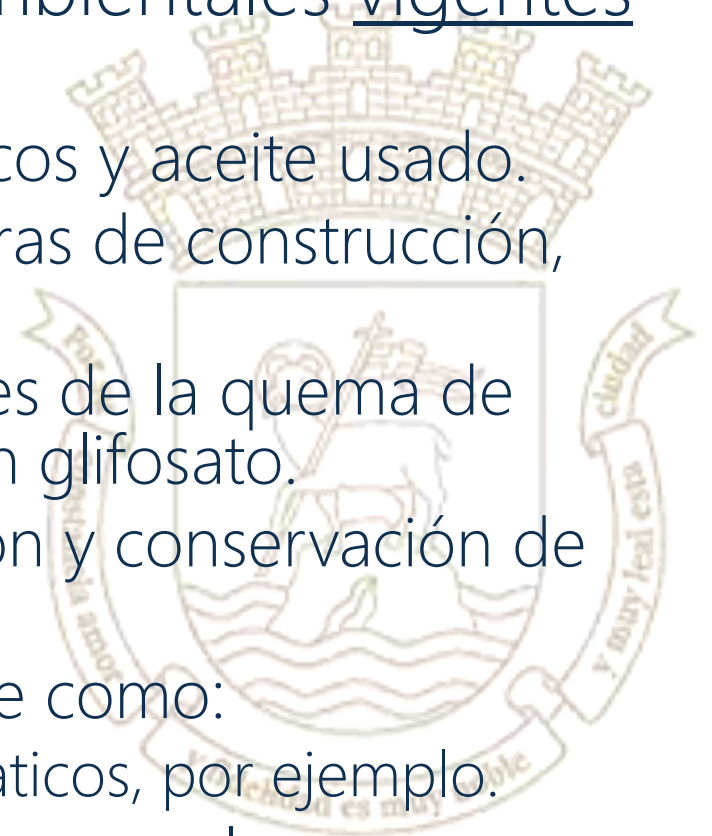 mbientales vigentes
cos y aceite usado.
ras de construcción,
es de la quema de
n glifosato.
ón y conservación de
e como:
aticos, por ejemplo.
Por
ciudad
y muy leal esta
es muy noble